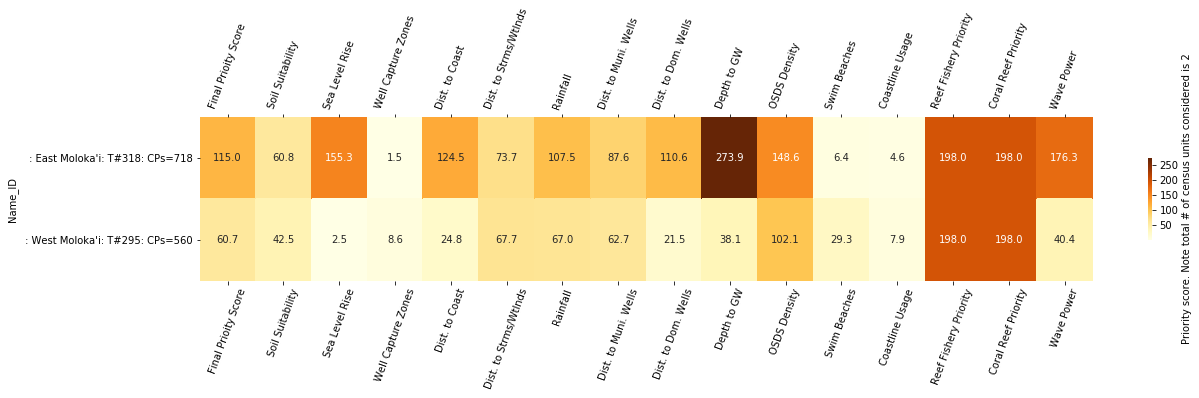 Final Prioity Score
Soil Suitability
Sea Level Rise
Well Capture Zones
Dist. to Coast
Dist. to Strms/Wtlnds
Rainfall
Dist. to Muni. Wells
Dist. to Dom. Wells
Depth to GW
OSDS Density
Swim Beaches
Coastline Usage
Reef Fishery Priority
Coral Reef Priority
Wave Power
Name_ID
: East Moloka'i: T#318: CPs=718
115.0 60.8 155.3 1.5 124.5 73.7 107.5 87.6 110.6 273.9 148.6 6.4 4.6 198.0 198.0 176.3
: West Moloka'i: T#295: CPs=560
60.7 42.5 2.5 8.6 24.8 67.7 67.0 62.7 21.5 38.1 102.1 29.3 7.9 198.0 198.0 40.4
Final Prioity Score
Soil Suitability
Sea Level Rise
Well Capture Zones
Dist. to Coast
Dist. to Strms/Wtlnds
Rainfall
Dist. to Muni. Wells
Dist. to Dom. Wells
Depth to GW
OSDS Density
Swim Beaches
Coastline Usage
Reef Fishery Priority
Coral Reef Priority
Wave Power
250
200
150
100
50
Priority score. Note total # of census units considered is 2